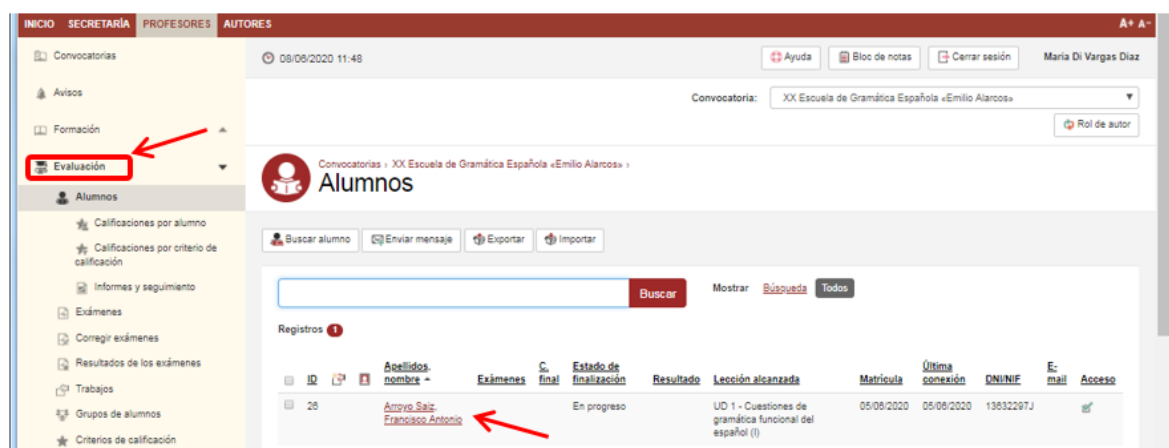 INICIO SECRETARÍA PROFESORES AUTORES A+ A-
Convocatorias
Avisos
Formación
Evaluación
Alumnos
Calificaciones por alumno
Calificaciones por criterio de
calificación
Informes y seguimiento
Exámenes
Corregir exámenes
Resultados de los exámenes
Trabajos
Grupos de alumnos
Criterios de calificación
08/06/2020 11:48 Ayuda Bloc de notas Cerrar sesión Maria Di Vargas Diaz
Convocatoria: XX Escuela de Gramática Española «Emilio Alarcos»
Rol de autor
Convocatorias › XX Escuela de Gramática Española «Emilio Alarcos» ›
Alumnos
Buscar alumno Enviar mensaje Exportar Importar
Buscar Mostrar Búsqueda Todos
Registros 1
ID Apellidos, nombre Exámenes C. final Estado de finalización Resultado Lección alcanzada Matrícula Última conexión DNI/NIF E-mail Acceso
26 Arroyo Saiz, En progreso UD 1 - Cuestiones de 05/06/2020 05/06/2020 13632297J
Francisco Antonio gramática funcional del
español (I)